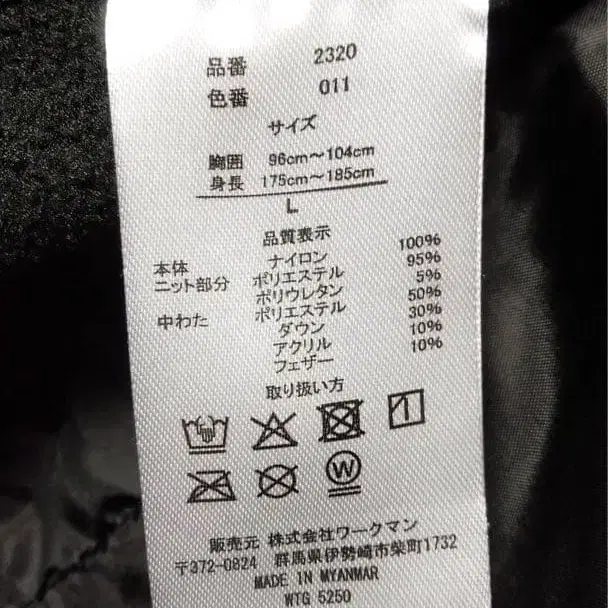 品番 2320
色番 011
サイズ
胸囲 96cm～104cm
身長 175cm～185cm
L
品質表示
本体 ナイロン 100%
ニット部分 ポリエステル 95%
ポリウレタン 5%
中わた ポリエステル 50%
ダウン 30%
アクリル 10%
フェザー 10%
取り扱い方
W
販売元 株式会社ワークマン
〒372-0824 群馬県伊勢崎市柴町1732
MADE IN MYANMAR
WTG 5250